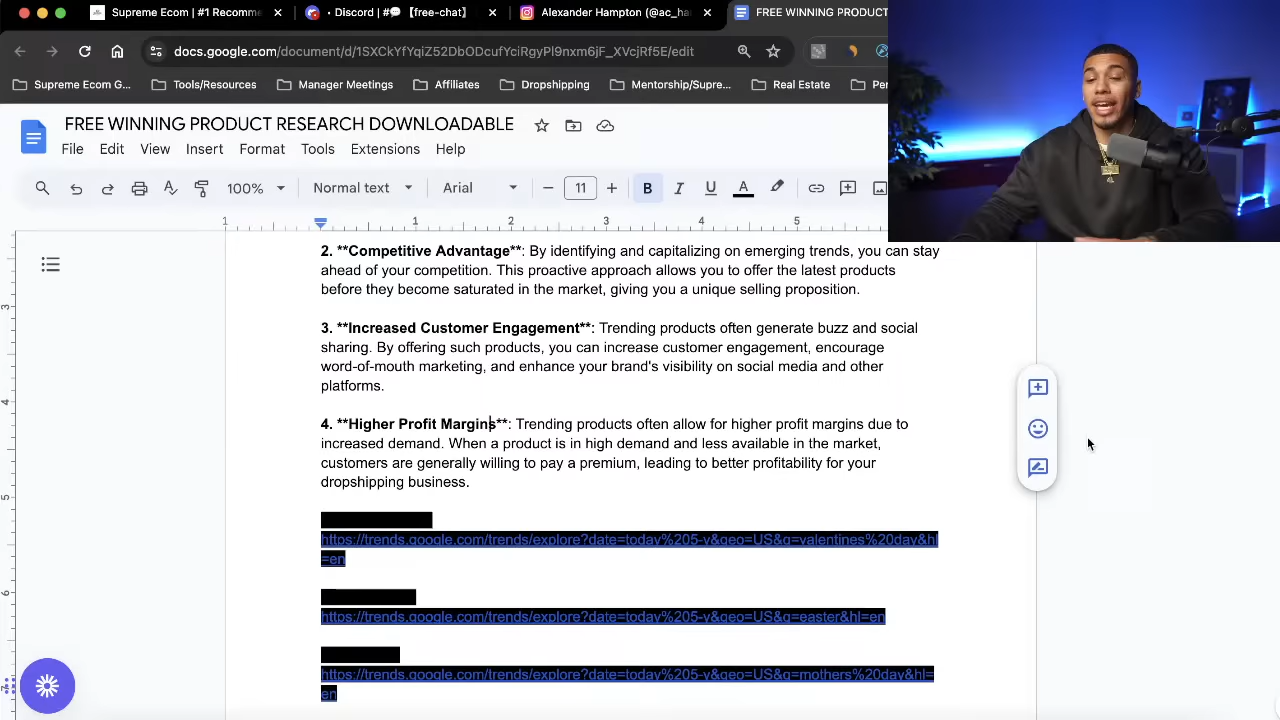 Supreme Ecom | #1 Recomme
• Discord | #💬【free-chat】
Alexander Hampton (@ac_ha
FREE WINNING PRODUCT
docs.google.com/document/d/1SXCkYfYqiZ52DbODcufYciRgyPl9nxm6jF_XVcjRf5E/edit
Supreme Ecom G...
Tools/Resources
Manager Meetings
Affiliates
Dropshipping
Mentorship/Supre...
Real Estate
FREE WINNING PRODUCT RESEARCH DOWNLOADABLE
File Edit View Insert Format Tools Extensions Help
100% Normal text Arial 11 B I U A
1 1 2 3 4 5
2. **Competitive Advantage**: By identifying and capitalizing on emerging trends, you can stay
ahead of your competition. This proactive approach allows you to offer the latest products
before they become saturated in the market, giving you a unique selling proposition.
3. **Increased Customer Engagement**: Trending products often generate buzz and social
sharing. By offering such products, you can increase customer engagement, encourage
word-of-mouth marketing, and enhance your brand's visibility on social media and other
platforms.
4. **Higher Profit Margins**: Trending products often allow for higher profit margins due to
increased demand. When a product is in high demand and less available in the market,
customers are generally willing to pay a premium, leading to better profitability for your
dropshipping business.
https://trends.google.com/trends/explore?date=today%205-y&geo=US&q=valentines%20day&hl
=en
https://trends.google.com/trends/explore?date=today%205-y&geo=US&q=easter&hl=en
https://trends.google.com/trends/explore?date=today%205-y&geo=US&q=mothers%20day&hl=
en